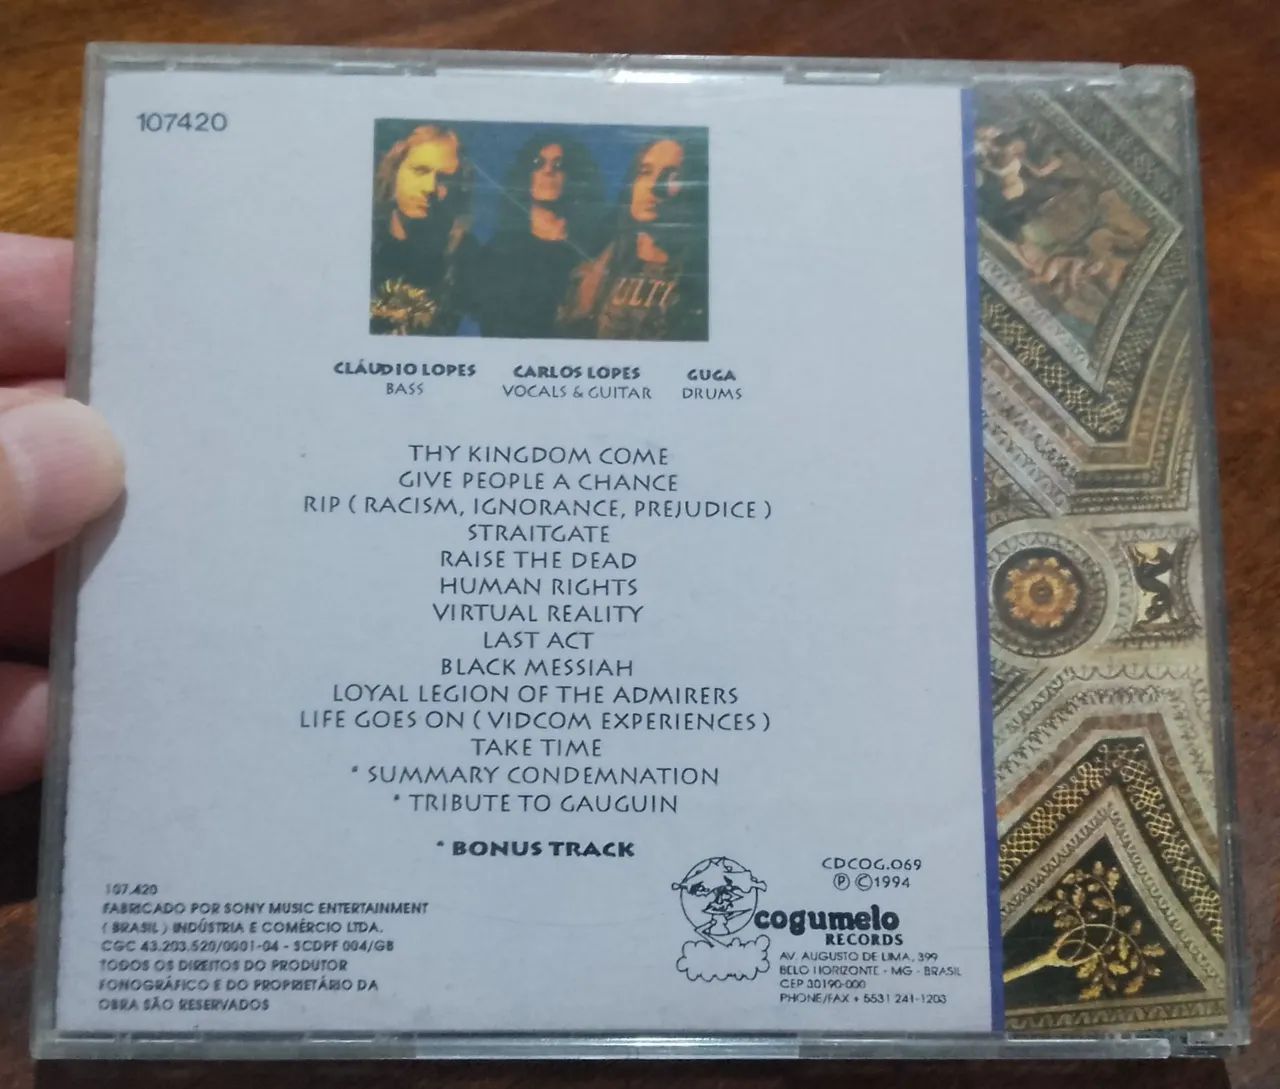 107420
ULTI
CLÁUDIO LOPES CARLOS LOPES GUGA
BASS VOCALS & GUITAR DRUMS
THY KINGDOM COME
GIVE PEOPLE A CHANCE
RIP ( RACISM, IGNORANCE, PREJUDICE )
STRAITGATE
RAISE THE DEAD
HUMAN RIGHTS
VIRTUAL REALITY
LAST ACT
BLACK MESSIAH
LOYAL LEGION OF THE ADMIRERS
LIFE GOES ON ( VIDCOM EXPERIENCES )
TAKE TIME
* SUMMARY CONDEMNATION
* TRIBUTE TO GAUGUIN
* BONUS TRACK
107.420
FABRICADO POR SONY MUSIC ENTERTAINMENT
( BRASIL ) INDÚSTRIA E COMÉRCIO LTDA.
CGC 43.203.520/0001-04 - SCDPF 004/GB
TODOS OS DIREITOS DO PRODUTOR
FONOGRÁFICO E DO PROPRIETÁRIO DA
OBRA SÃO RESERVADOS
CDCOG.069
℗ ©1994
cogumelo
RECORDS
AV. AUGUSTO DE LIMA, 399
BELO HORIZONTE - MG - BRASIL
CEP 30190-000
PHONE/FAX + 5531 241-1203